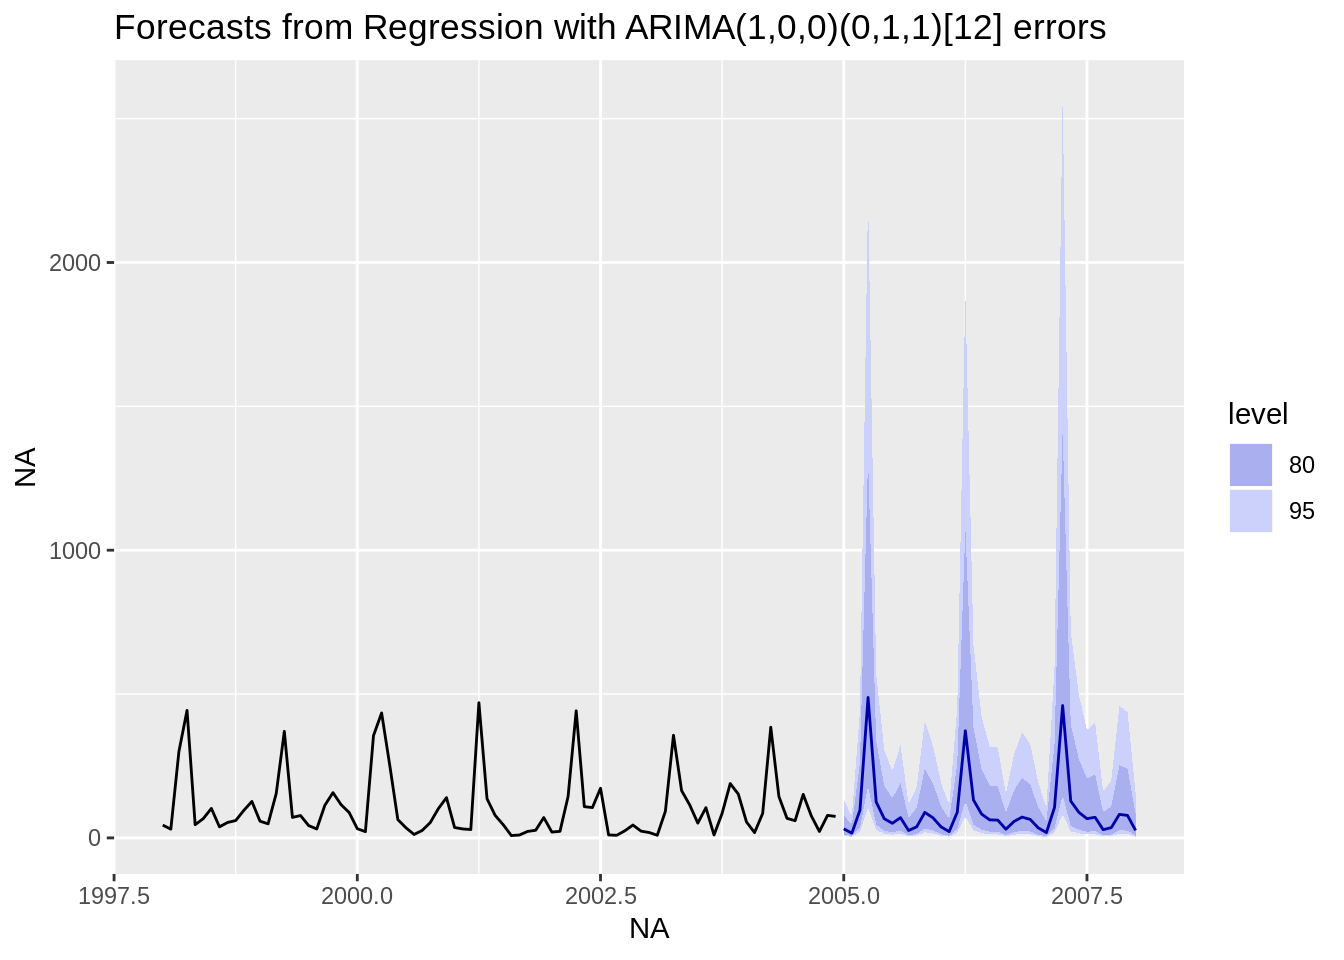 Forecasts from Regression with ARIMA(1,0,0)(0,1,1)[12] errors
2000
1000
0
NA
1997.5
2000.0
2002.5
2005.0
2007.5
NA
level
80
95